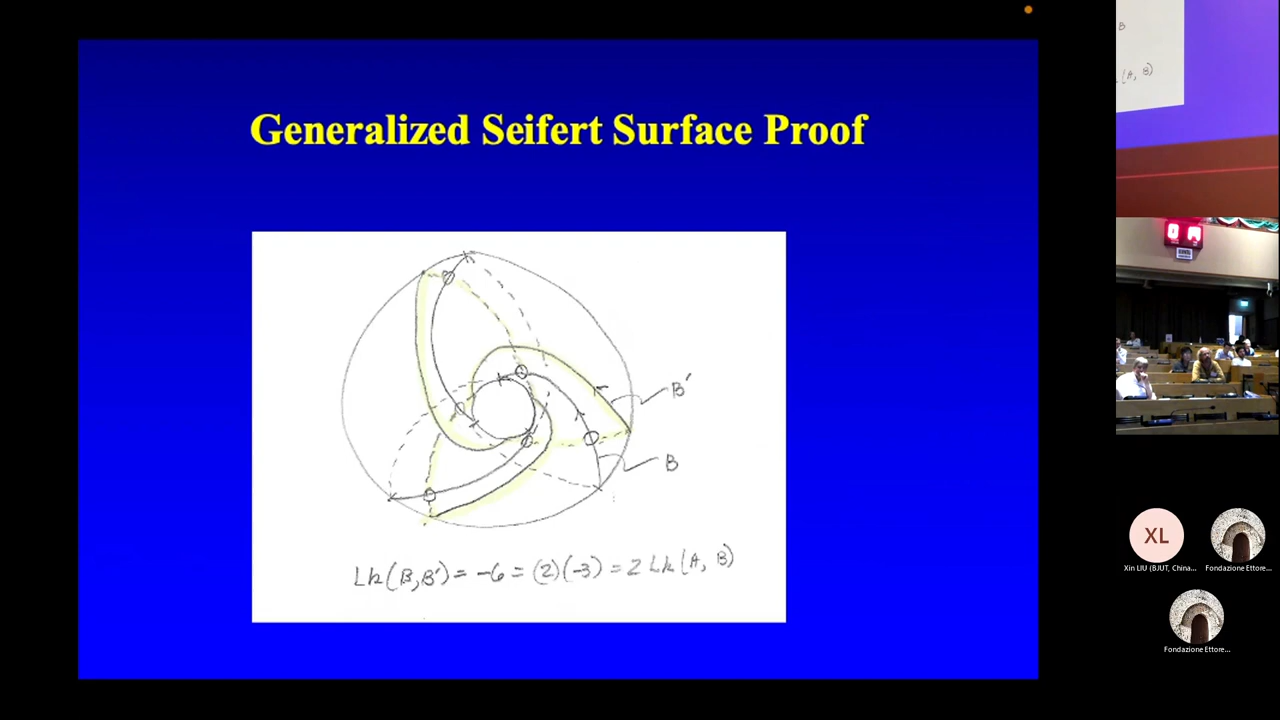 Generalized Seifert Surface Proof
B'
B
Lk(B,B') = -6 = (2)(-3) = 2 Lk(A, B)
B
(A, B)
XL
Xin LIU (BJUT, China...
Fondazione Ettore...
Fondazione Ettore...